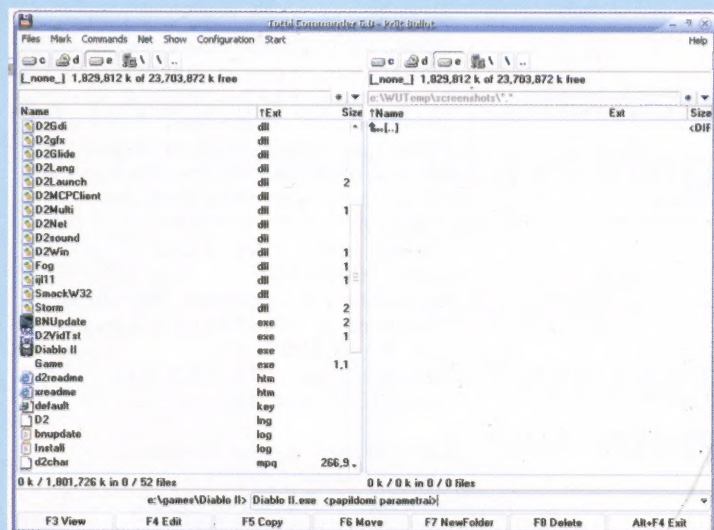 Total Commander 6.0 -
Files Mark Commands Net Show Configuration Start Help
c d e \ \ ..
[_none_] 1,829,812 k of 23,703,872 k free
Name ↑Ext Size
D2Gdi dll
D2gfx dll
D2Glide dll
D2Lang dll
D2Launch dll 2
D2MCPClient dll
D2Multi dll 1
D2Net dll
D2sound dll
D2Win dll 1
Fog dll 1
ijl11 dll 1
SmackW32 dll
Storm dll 2
BNUpdate exe 2
D2VidTst exe 1
Diablo II exe
Game exe 1,1
d2readme htm
xreadme htm
default key
D2 lng
bnupdate log
Install log
d2char mpq 266,9
0 k / 1,801,726 k in 0 / 52 files
c d e \ \ ..
[_none_] 1,829,812 k of 23,703,872 k free
e:\WUTemp\screenshots\*.*
↑Name Ext Size
[..] <DIF
0 k / 0 k in 0 / 0 files
e:\games\Diablo II> Diablo II.exe <papildomi parametrai>
F3 View F4 Edit F5 Copy F6 Move F7 NewFolder F8 Delete Alt+F4 Exit